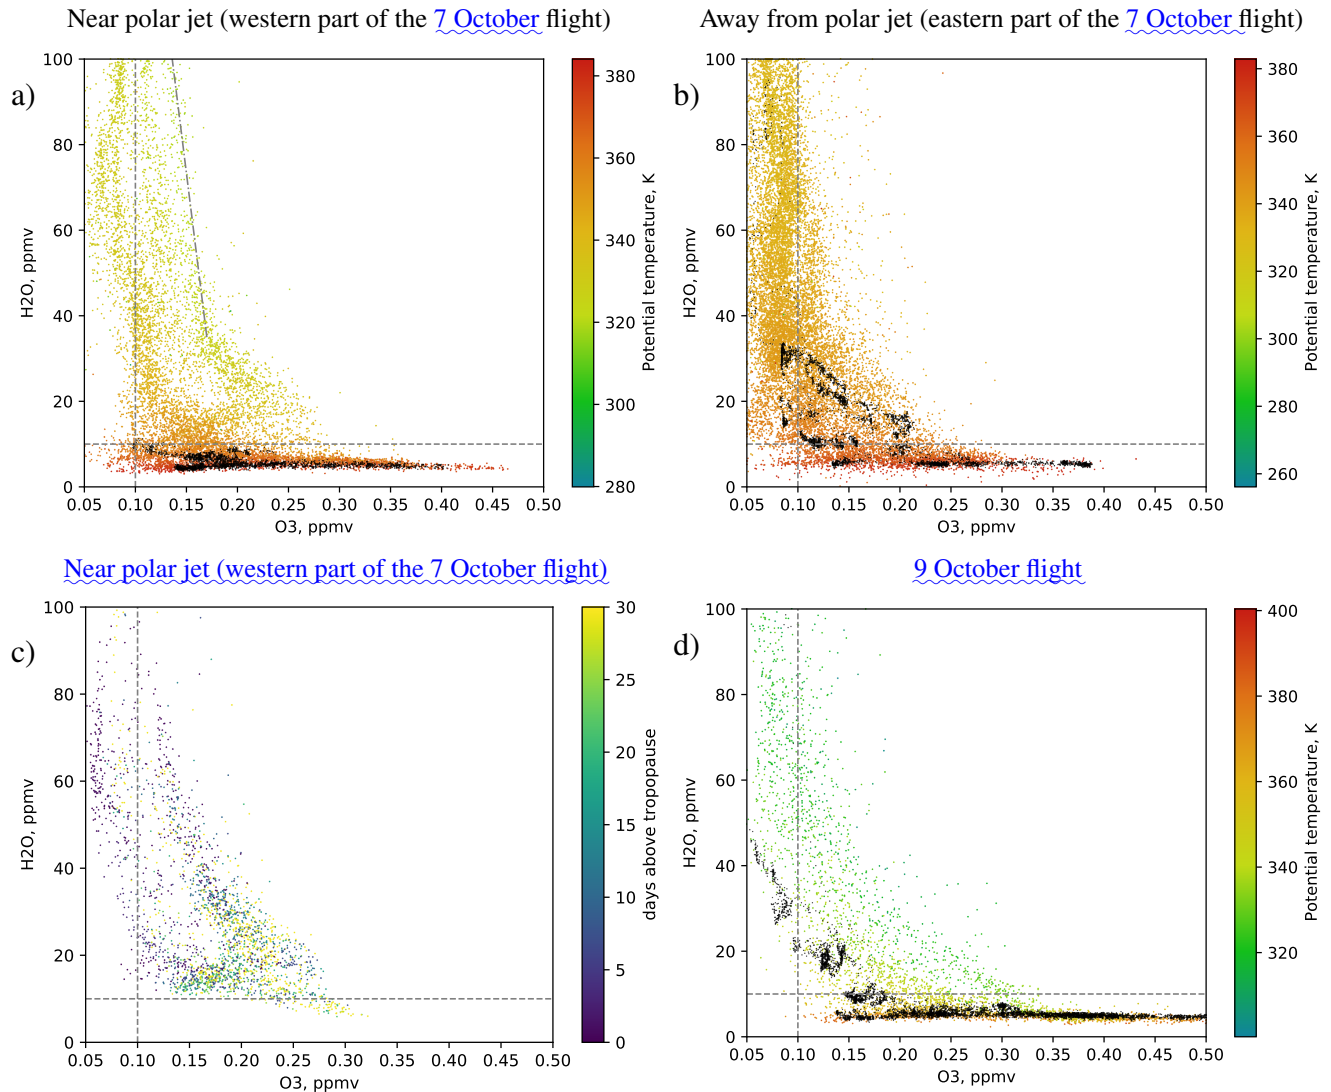 Near polar jet (western part of the 7 October flight)
Away from polar jet (eastern part of the 7 October flight)
a)
100
80
60
40
20
0
H2O, ppmv
0.05 0.10 0.15 0.20 0.25 0.30 0.35 0.40 0.45 0.50
O3, ppmv
380
360
340
320
300
280
Potential temperature, K
b)
100
80
60
40
20
0
H2O, ppmv
0.05 0.10 0.15 0.20 0.25 0.30 0.35 0.40 0.45 0.50
O3, ppmv
380
360
340
320
300
280
260
Potential temperature, K
Near polar jet (western part of the 7 October flight)
9 October flight
c)
100
80
60
40
20
0
H2O, ppmv
0.05 0.10 0.15 0.20 0.25 0.30 0.35 0.40 0.45 0.50
O3, ppmv
30
25
20
15
10
5
0
days above tropopause
d)
100
80
60
40
20
0
H2O, ppmv
0.05 0.10 0.15 0.20 0.25 0.30 0.35 0.40 0.45 0.50
O3, ppmv
400
380
360
340
320
Potential temperature, K